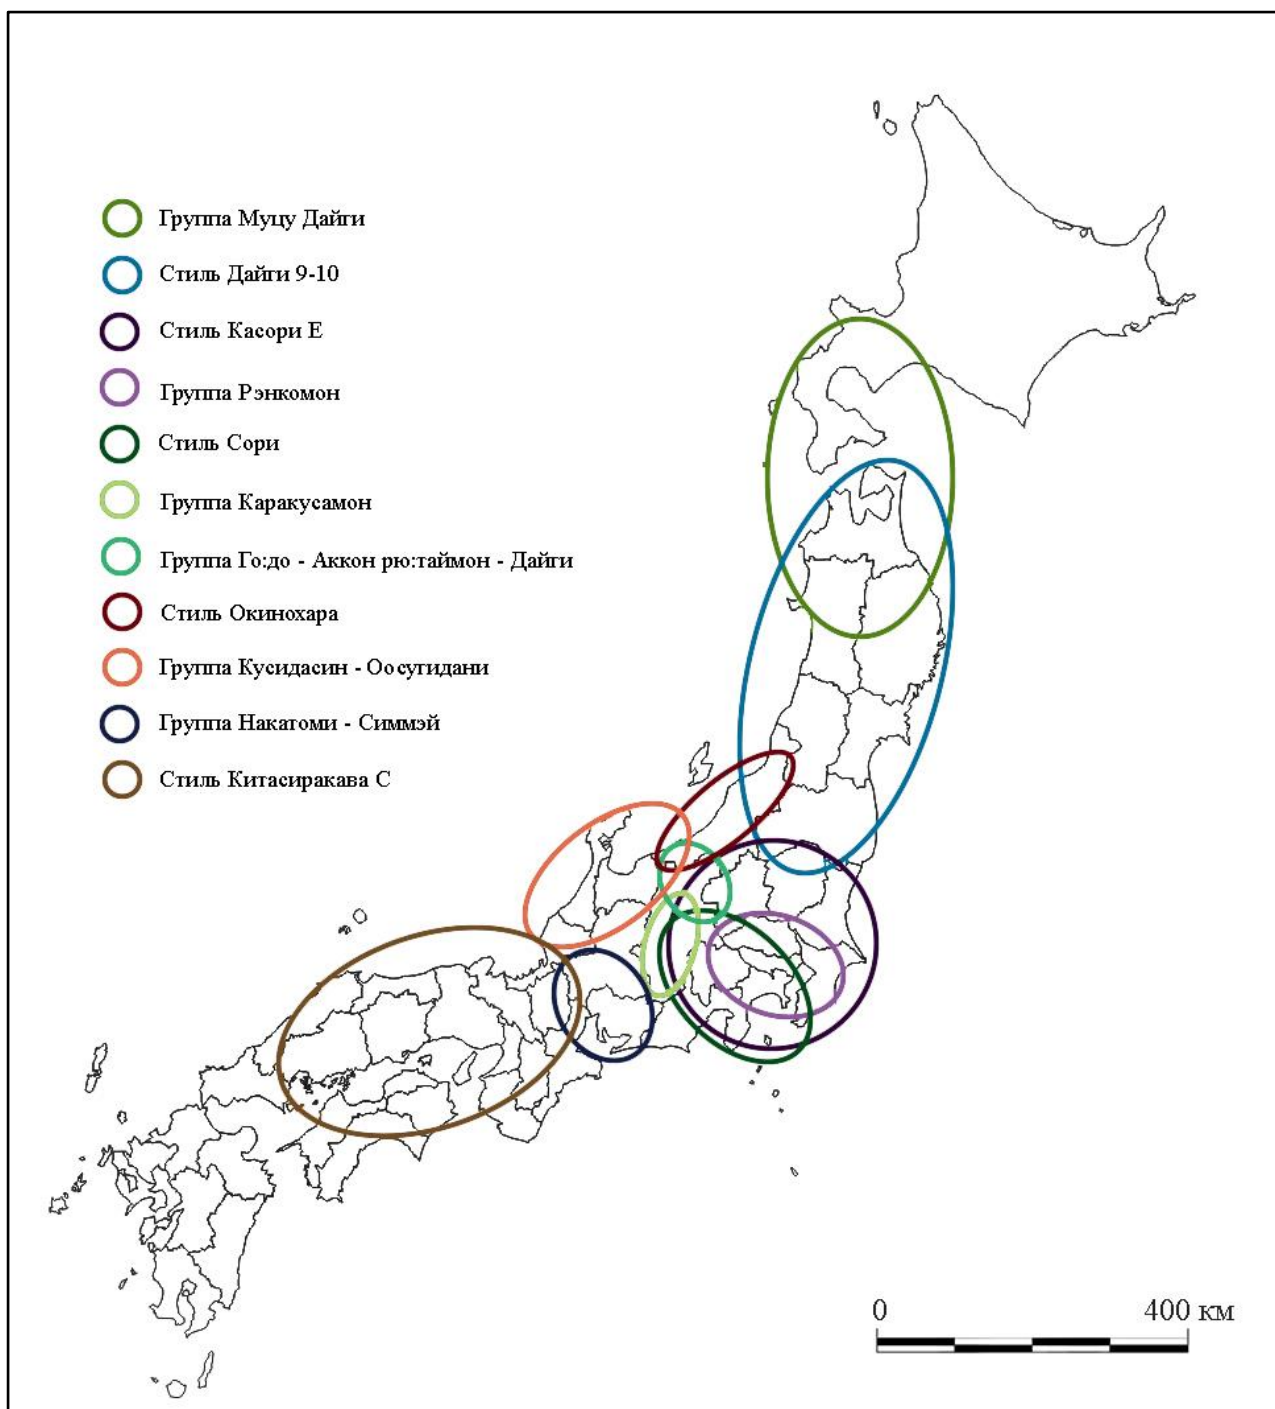 Группа Муцу Дайги
Стиль Дайги 9-10
Стиль Касори Е
Группа Рэнкомон
Стиль Сори
Группа Каракусамон
Группа Го:до - Аккон рю:таймон - Дайги
Стиль Окинохара
Группа Кусидасин - Оосугидани
Группа Накатоми - Симмэй
Стиль Китасиракава С
0 400 км